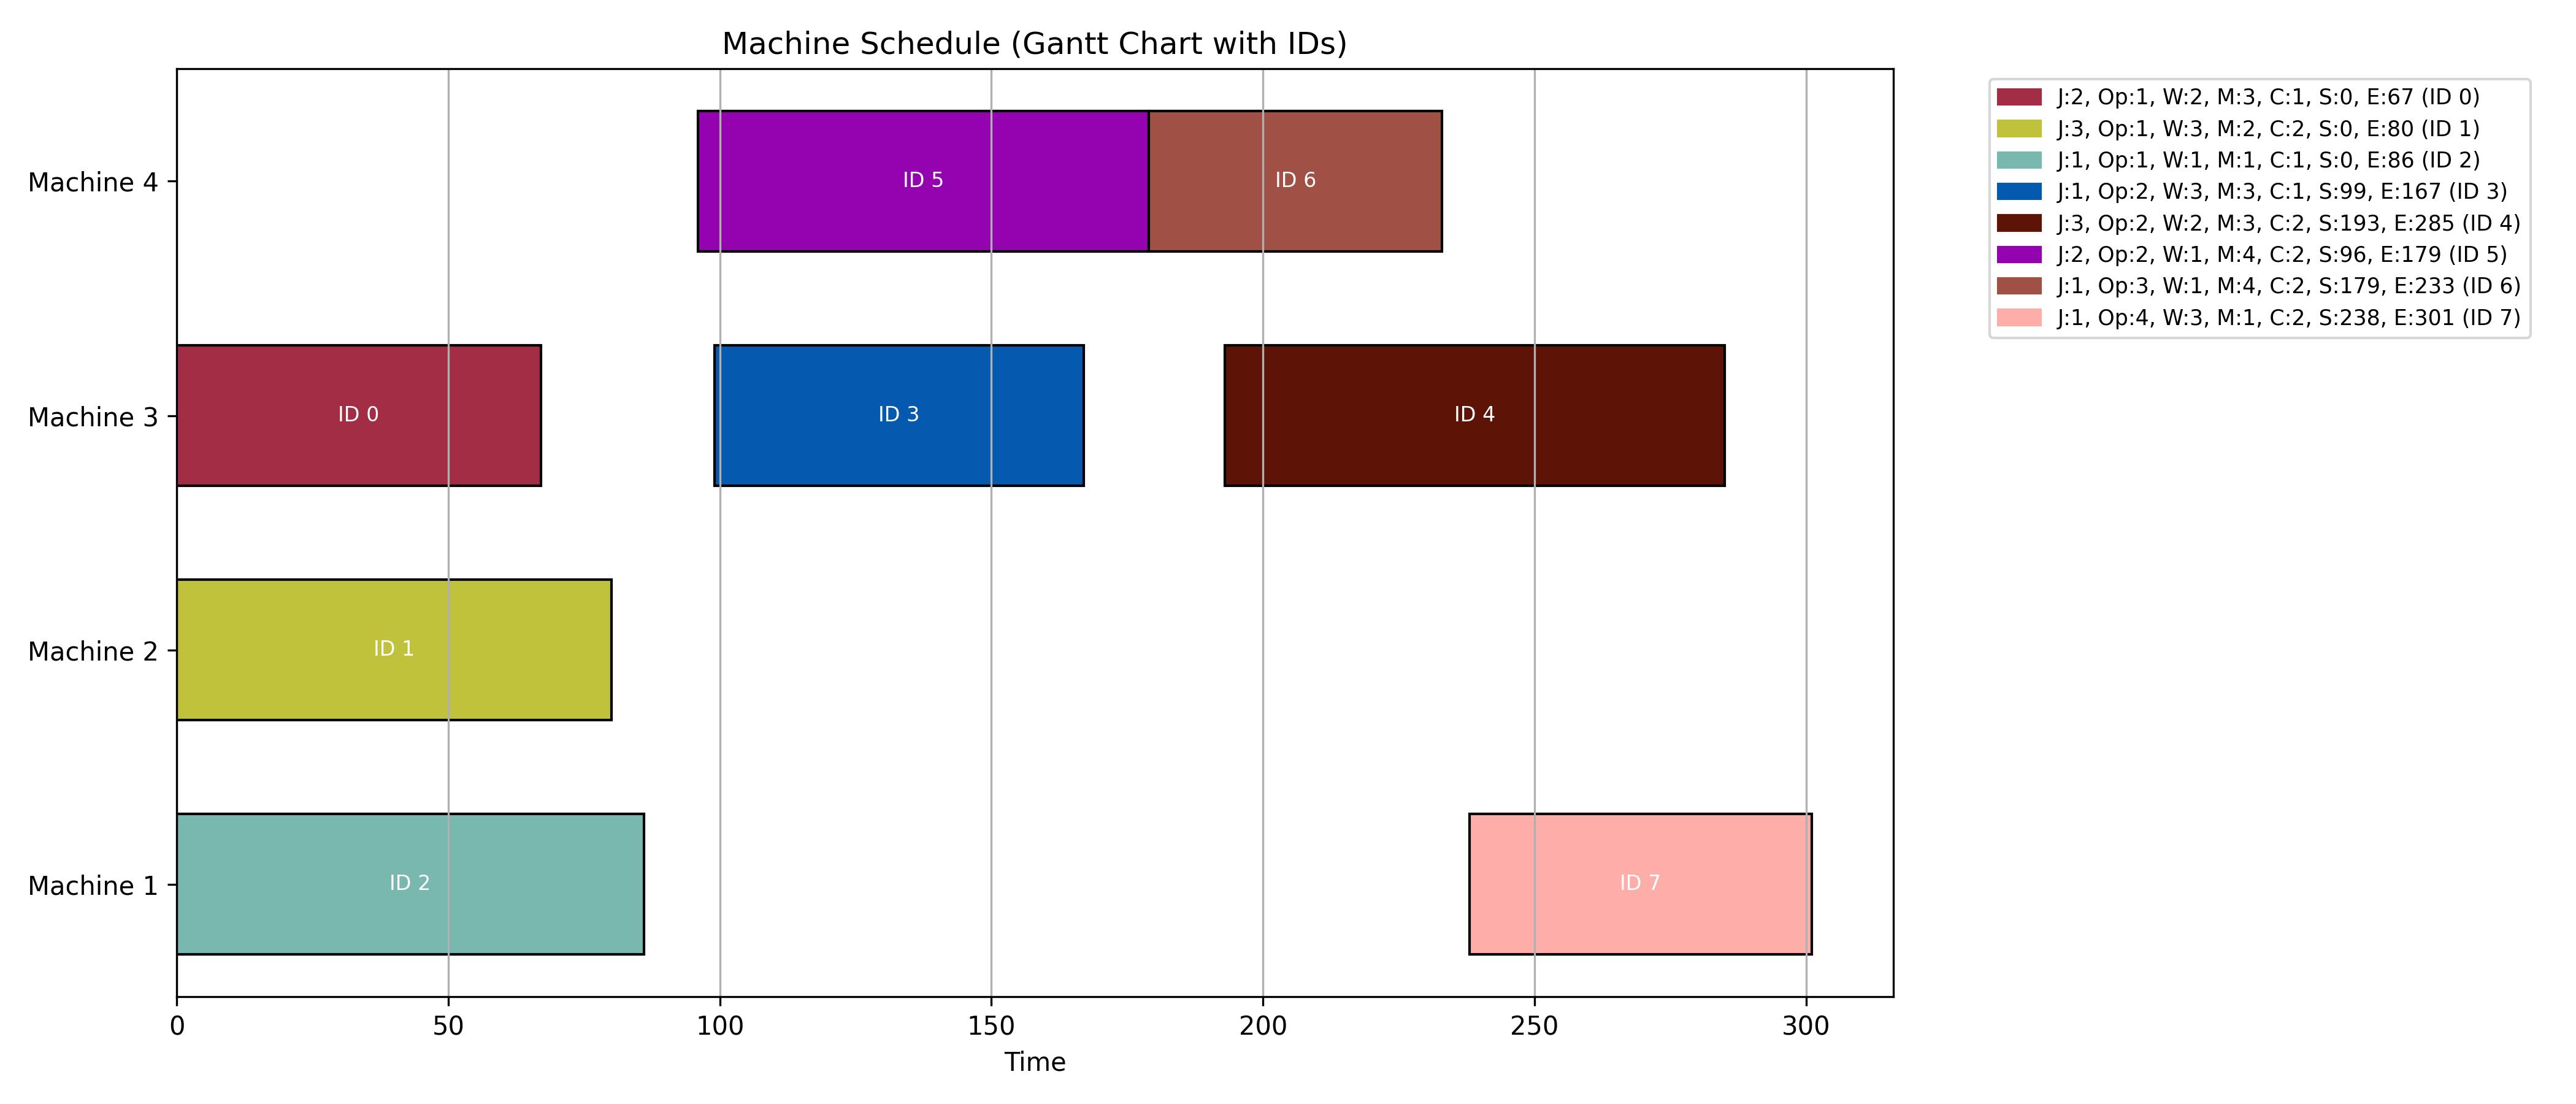 Machine Schedule (Gantt Chart with IDs)
Machine 4
Machine 3
Machine 2
Machine 1
ID 5
ID 6
ID 0
ID 3
ID 4
ID 1
ID 2
ID 7
0
50
100
150
200
250
300
Time
J:2, Op:1, W:2, M:3, C:1, S:0, E:67 (ID 0)
J:3, Op:1, W:3, M:2, C:2, S:0, E:80 (ID 1)
J:1, Op:1, W:1, M:1, C:1, S:0, E:86 (ID 2)
J:1, Op:2, W:3, M:3, C:1, S:99, E:167 (ID 3)
J:3, Op:2, W:2, M:3, C:2, S:193, E:285 (ID 4)
J:2, Op:2, W:1, M:4, C:2, S:96, E:179 (ID 5)
J:1, Op:3, W:1, M:4, C:2, S:179, E:233 (ID 6)
J:1, Op:4, W:3, M:1, C:2, S:238, E:301 (ID 7)